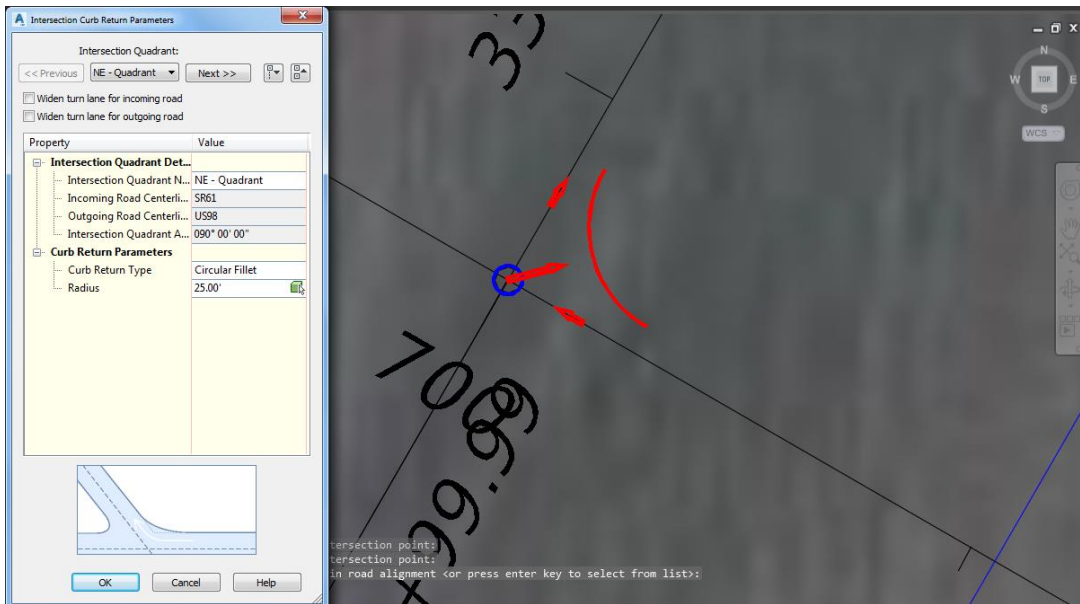 Intersection Curb Return Parameters
Intersection Quadrant:
<< Previous
NE - Quadrant
Next >>
Widen turn lane for incoming road
Widen turn lane for outgoing road
Property Value
Intersection Quadrant Det...
Intersection Quadrant N... NE - Quadrant
Incoming Road Centerli... SR61
Outgoing Road Centerli... US98
Intersection Quadrant A... 090° 00' 00"
Curb Return Parameters
Curb Return Type Circular Fillet
Radius 25.00'
OK Cancel Help
N
W TOP E
S
WCS
tersection point:
tersection point:
in road alignment <or press enter key to select from list>: